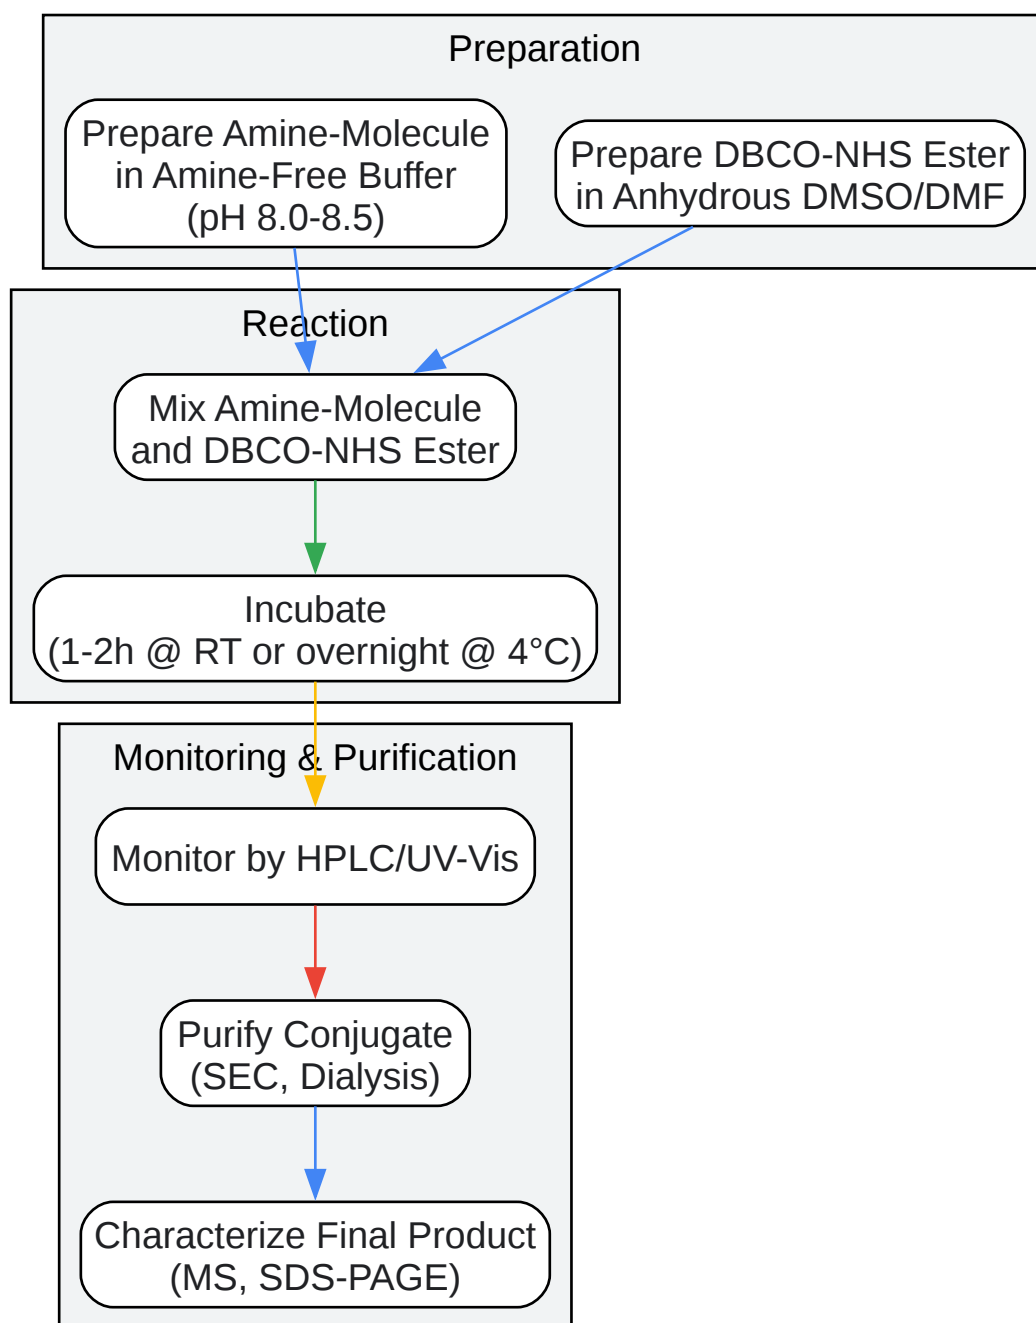 Preparation
Prepare Amine-Molecule
in Amine-Free Buffer
(pH 8.0-8.5)
Prepare DBCO-NHS Ester
in Anhydrous DMSO/DMF
Reaction
Mix Amine-Molecule
and DBCO-NHS Ester
Incubate
(1-2h @ RT or overnight @ 4°C)
Monitoring & Purification
Monitor by HPLC/UV-Vis
Purify Conjugate
(SEC, Dialysis)
Characterize Final Product
(MS, SDS-PAGE)